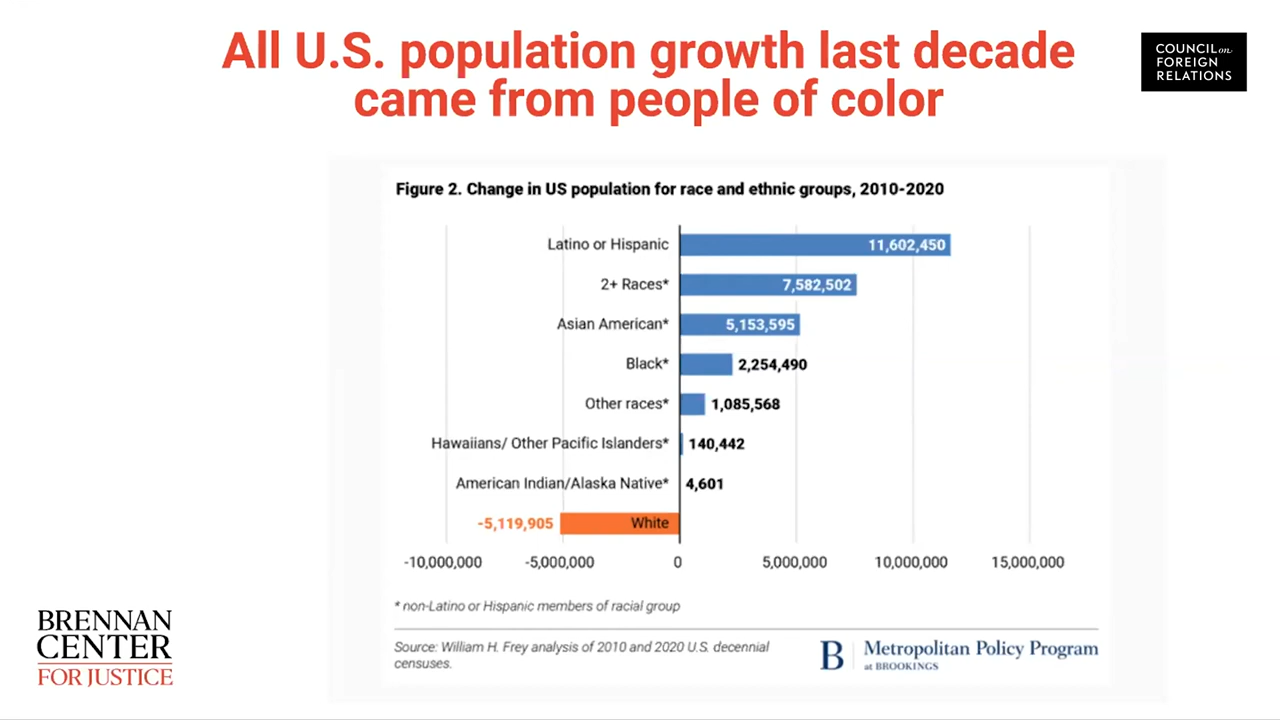 All U.S. population growth last decade
came from people of color
COUNCIL on
FOREIGN
RELATIONS
Figure 2. Change in US population for race and ethnic groups, 2010-2020
Latino or Hispanic 11,602,450
2+ Races* 7,582,502
Asian American* 5,153,595
Black* 2,254,490
Other races* 1,085,568
Hawaiians/ Other Pacific Islanders* 140,442
American Indian/Alaska Native* 4,601
-5,119,905 White
-10,000,000 -5,000,000 0 5,000,000 10,000,000 15,000,000
* non-Latino or Hispanic members of racial group
Source: William H. Frey analysis of 2010 and 2020 U.S. decennial
censuses.
B Metropolitan Policy Program
at BROOKINGS
BRENNAN
CENTER
FOR JUSTICE